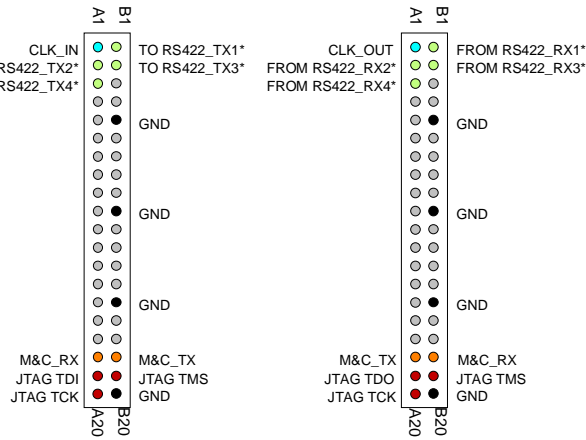 A1 B1 A1 B1
CLK_IN TO RS422_TX1* CLK_OUT FROM RS422_RX1*
RS422_TX2* TO RS422_TX3* FROM RS422_RX2* FROM RS422_RX3*
RS422_TX4* FROM RS422_RX4*
GND GND
GND GND
GND GND
M&C_RX M&C_TX M&C_TX M&C_RX
JTAG TDI JTAG TMS JTAG TDO JTAG TMS
JTAG TCK GND JTAG TCK GND
A20 B20 A20 B20